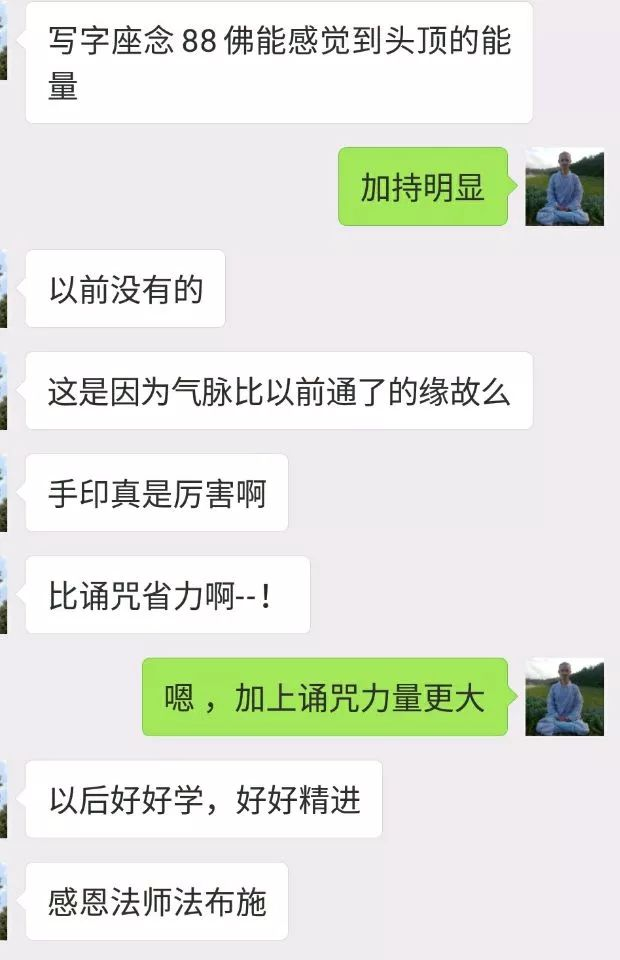 写字座念 88 佛能感觉到头顶的能
量
加持明显
以前没有的
这是因为气脉比以前通了的缘故么
手印真是厉害啊
比诵咒省力啊--！
嗯 ，加上诵咒力量更大
以后好好学，好好精进
感恩法师法布施